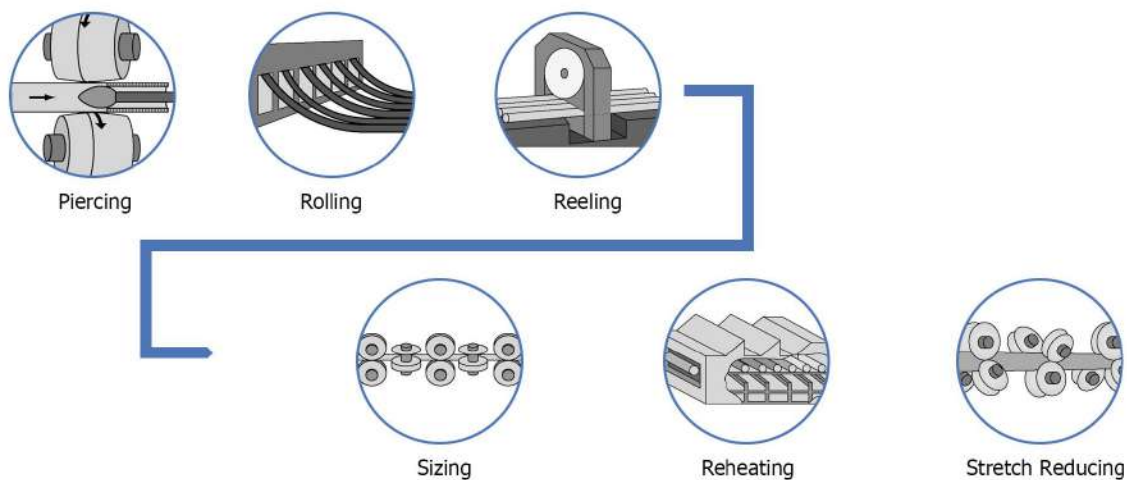 Piercing
Rolling
Reeling
Sizing
Reheating
Stretch Reducing